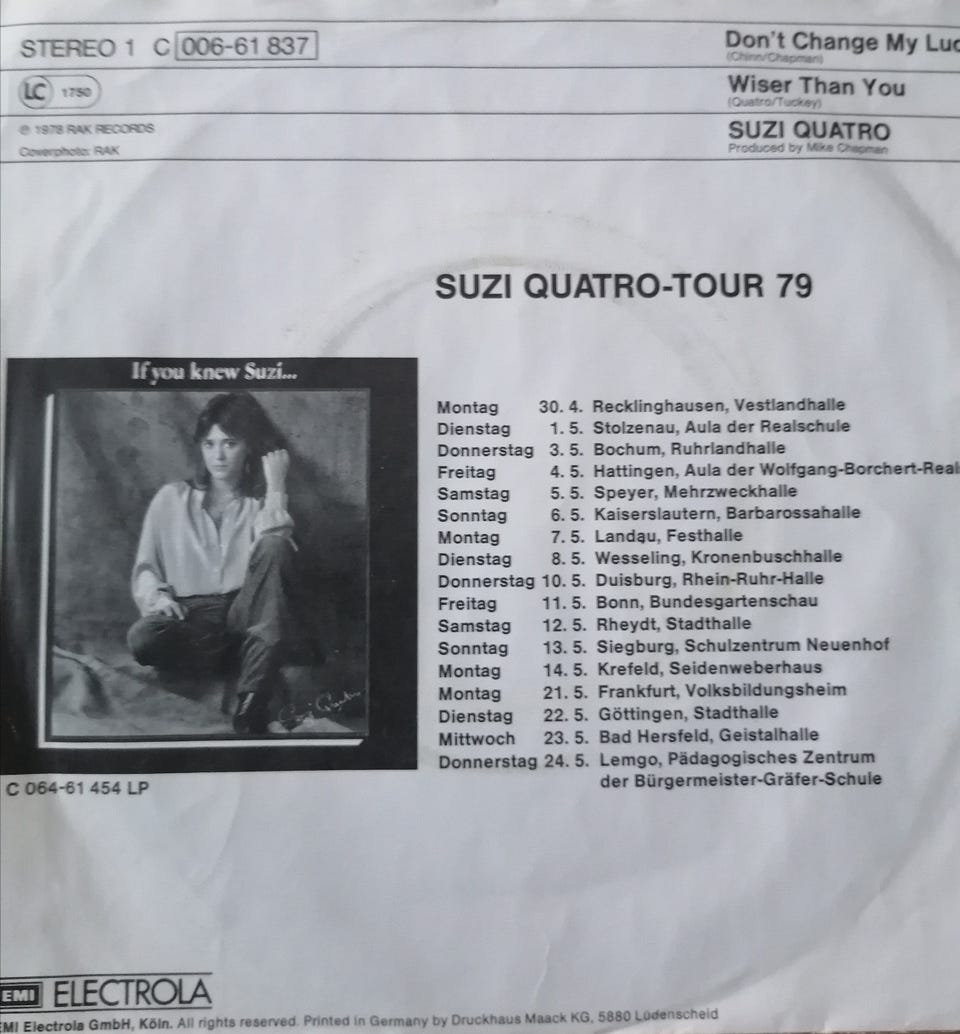 STEREO 1 C 006-61 837
Don't Change My Luc
(Chinn/Chapman)
LC 1750
Wiser Than You
(Quatro/Tuckey)
℗ 1978 RAK RECORDS
Coverphoto: RAK
SUZI QUATRO
Produced by Mike Chapman
SUZI QUATRO-TOUR 79
If you knew Suzi...
Suzi Quatro
Montag 30. 4. Recklinghausen, Vestlandhalle
Dienstag 1. 5. Stolzenau, Aula der Realschule
Donnerstag 3. 5. Bochum, Ruhrlandhalle
Freitag 4. 5. Hattingen, Aula der Wolfgang-Borchert-Real
Samstag 5. 5. Speyer, Mehrzweckhalle
Sonntag 6. 5. Kaiserslautern, Barbarossahalle
Montag 7. 5. Landau, Festhalle
Dienstag 8. 5. Wesseling, Kronenbuschhalle
Donnerstag 10. 5. Duisburg, Rhein-Ruhr-Halle
Freitag 11. 5. Bonn, Bundesgartenschau
Samstag 12. 5. Rheydt, Stadthalle
Sonntag 13. 5. Siegburg, Schulzentrum Neuenhof
Montag 14. 5. Krefeld, Seidenweberhaus
Montag 21. 5. Frankfurt, Volksbildungsheim
Dienstag 22. 5. Göttingen, Stadthalle
Mittwoch 23. 5. Bad Hersfeld, Geistalhalle
Donnerstag 24. 5. Lemgo, Pädagogisches Zentrum
der Bürgermeister-Gräfer-Schule
C 064-61 454 LP
EMI ELECTROLA
EMI Electrola GmbH, Köln. All rights reserved. Printed in Germany by Druckhaus Maack KG, 5880 Lüdenscheid